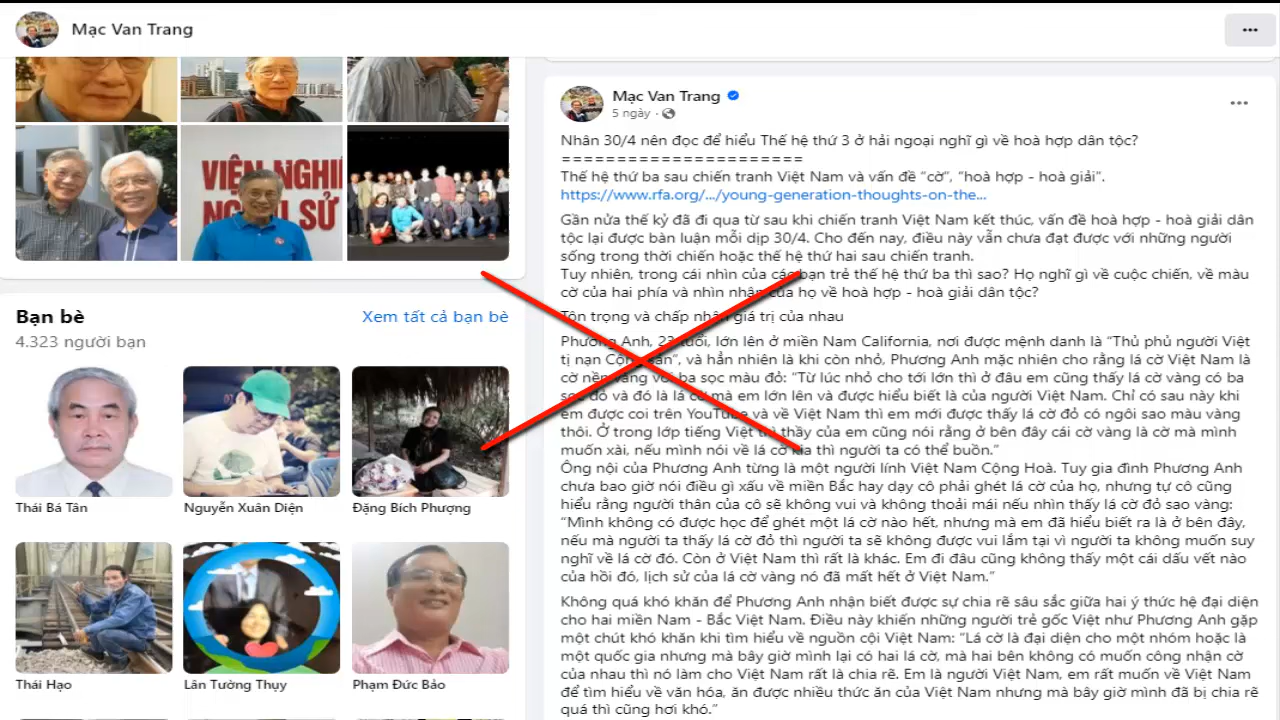 Mạc Van Trang
VIỆN NGHI
NGÔN SỬ
Bạn bè
Xem tất cả bạn bè
4.323 người bạn
Thái Bá Tân
Nguyễn Xuân Diện
Đặng Bích Phượng
Thái Hạo
Lân Tường Thụy
Phạm Đức Bảo
Mạc Van Trang
5 ngày ·
Nhân 30/4 nên đọc để hiểu Thế hệ thứ 3 ở hải ngoại nghĩ gì về hoà hợp dân tộc?
======================
Thế hệ thứ ba sau chiến tranh Việt Nam và vấn đề “cờ”, “hoà hợp - hoà giải”.
https://www.rfa.org/.../young-generation-thoughts-on-the...
Gần nửa thế kỷ đã đi qua từ sau khi chiến tranh Việt Nam kết thúc, vấn đề hoà hợp - hoà giải dân
tộc lại được bàn luận mỗi dịp 30/4. Cho đến nay, điều này vẫn chưa đạt được với những người
sống trong thời chiến hoặc thế hệ thứ hai sau chiến tranh.
Tuy nhiên, trong cái nhìn của các bạn trẻ thế hệ thứ ba thì sao? Họ nghĩ gì về cuộc chiến, về màu
cờ của hai phía và nhìn nhận của họ về hoà hợp - hoà giải dân tộc?
Tôn trọng và chấp nhận giá trị của nhau
Phương Anh, 23 tuổi, lớn lên ở miền Nam California, nơi được mệnh danh là “Thủ phủ người Việt
tị nạn Cộng sản”, và hẳn nhiên là khi còn nhỏ, Phương Anh mặc nhiên cho rằng lá cờ Việt Nam là
cờ nền vàng với ba sọc màu đỏ: “Từ lúc nhỏ cho tới lớn thì ở đâu em cũng thấy lá cờ vàng có ba
sọc đỏ và đó là lá cờ mà em lớn lên và được hiểu biết là của người Việt Nam. Chỉ có sau này khi
em được coi trên YouTube và về Việt Nam thì em mới được thấy lá cờ đỏ có ngôi sao màu vàng
thôi. Ở trong lớp tiếng Việt thì thầy của em cũng nói rằng ở bên đây cái cờ vàng là cờ mà mình
muốn xài, nếu mình nói về lá cờ kia thì người ta có thể buồn.”
Ông nội của Phương Anh từng là một người lính Việt Nam Cộng Hoà. Tuy gia đình Phương Anh
chưa bao giờ nói điều gì xấu về miền Bắc hay dạy cô phải ghét lá cờ của họ, nhưng tự cô cũng
hiểu rằng người thân của cô sẽ không vui và không thoải mái nếu nhìn thấy lá cờ đỏ sao vàng:
“Mình không có được học để ghét một lá cờ nào hết, nhưng mà em đã hiểu biết ra là ở bên đây,
nếu mà người ta thấy lá cờ đỏ thì người ta sẽ không được vui lắm tại vì người ta không muốn suy
nghĩ về lá cờ đó. Còn ở Việt Nam thì rất là khác. Em đi đâu cũng không thấy một cái dấu vết nào
của hồi đó, lịch sử của lá cờ vàng nó đã mất hết ở Việt Nam.”
Không quá khó khăn để Phương Anh nhận biết được sự chia rẽ sâu sắc giữa hai ý thức hệ đại diện
cho hai miền Nam - Bắc Việt Nam. Điều này khiến những người trẻ gốc Việt như Phương Anh gặp
một chút khó khăn khi tìm hiểu về nguồn cội Việt Nam: “Lá cờ là đại diện cho một nhóm hoặc là
một quốc gia nhưng mà bây giờ mình lại có hai lá cờ, mà hai bên không có muốn công nhận cờ
của nhau thì nó làm cho Việt Nam rất là chia rẽ. Em là người Việt Nam, em rất muốn về Việt Nam
để tìm hiểu về văn hóa, ăn được nhiều thức ăn của Việt Nam nhưng mà bây giờ mình đã bị chia rẽ
quá thì cũng hơi khó.”